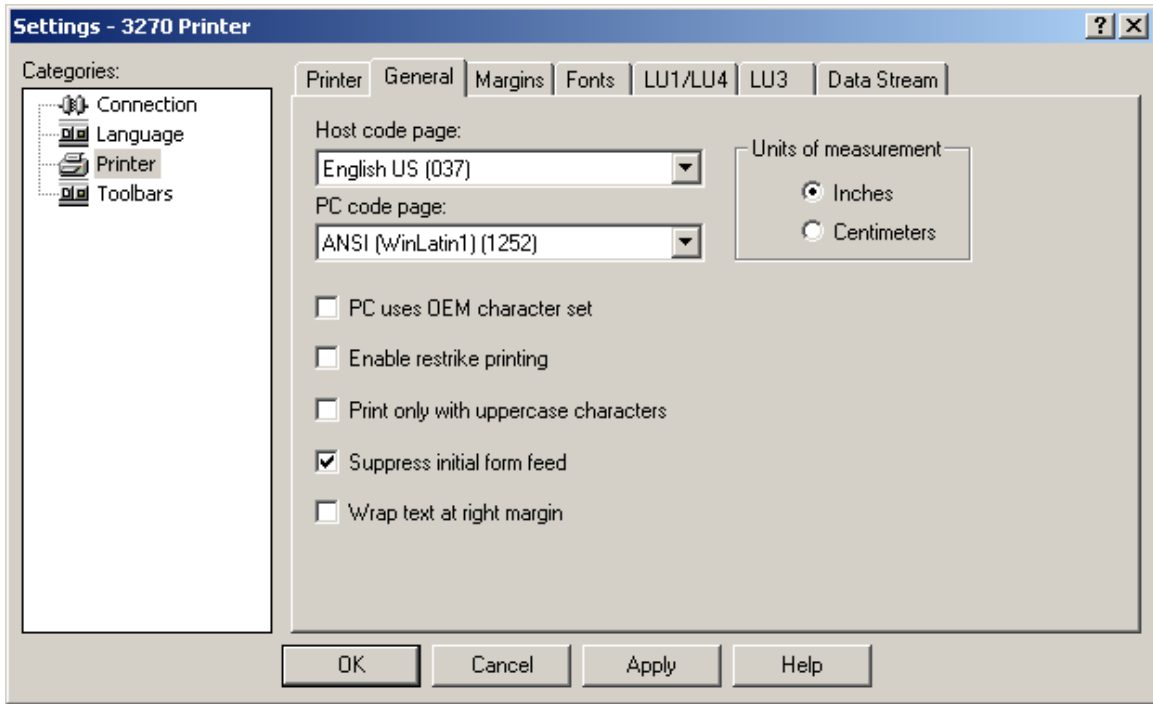 Settings - 3270 Printer
Categories:
Connection
Language
Printer
Toolbars
Printer General Margins Fonts LU1/LU4 LU3 Data Stream
Host code page:
English US (037)
PC code page:
ANSI (WinLatin1) (1252)
Units of measurement
Inches
Centimeters
PC uses OEM character set
Enable restrike printing
Print only with uppercase characters
Suppress initial form feed
Wrap text at right margin
OK Cancel Apply Help